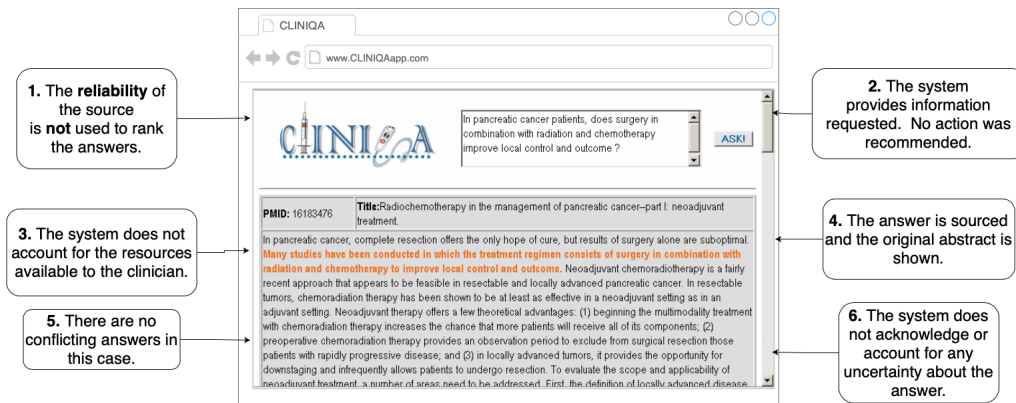 CLINIQA
www.CLINIQAapp.com
1. The reliability of
the source
is not used to rank
the answers.
2. The system
provides information
requested. No action was
recommended.
CLINIQA
In pancreatic cancer patients, does surgery in
combination with radiation and chemotherapy
improve local control and outcome ?
ASK!
PMID: 16183476
Title:Radiochemotherapy in the management of pancreatic cancer--part I: neoadjuvant
treatment.
3. The system does not
account for the resources
available to the clinician.
4. The answer is sourced
and the original abstract is
shown.
In pancreatic cancer, complete resection offers the only hope of cure, but results of surgery alone are suboptimal.
Many studies have been conducted in which the treatment regimen consists of surgery in combination with
radiation and chemotherapy to improve local control and outcome. Neoadjuvant chemoradiotherapy is a fairly
recent approach that appears to be feasible in resectable and locally advanced pancreatic cancer. In resectable
tumors, chemoradiation therapy has been shown to be at least as effective in a neoadjuvant setting as in an
adjuvant setting. Neoadjuvant therapy offers a few theoretical advantages: (1) beginning the multimodality treatment
with chemoradiation therapy increases the chance that more patients will receive all of its components; (2)
preoperative chemoradiation therapy provides an observation period to exclude from surgical resection those
patients with rapidly progressive disease; and (3) in locally advanced tumors, it provides the opportunity for
downstaging and infrequently allows patients to undergo resection. To evaluate the scope and applicability of
neoadjuvant treatment, a number of areas need to be addressed. First, the definition of locally advanced disease
5. There are no
conflicting answers in
this case.
6. The system does
not acknowledge or
account for any
uncertainty about the
answer.